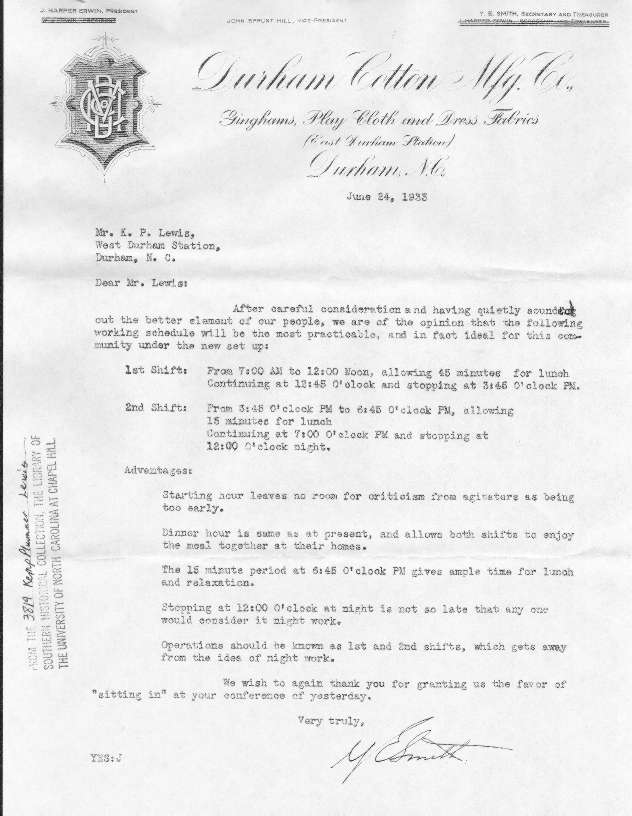 J. HARPER ERWIN, PRESIDENT
JOHN SPRUNT HILL, VICE-PRESIDENT
Y. E. SMITH, SECRETARY AND TREASURER
Durham Cotton Mfg. Co.,
Ginghams, Play Cloth and Dress Fabrics
(East Durham Station)
Durham, N.C.
June 24, 1933
Mr. K. P. Lewis,
West Durham Station,
Durham, N. C.
Dear Mr. Lewis:
After careful consideration and having quietly sounded
out the better element of our people, we are of the opinion that the following
working schedule will be the most practicable, and in fact ideal for this com-
munity under the new set up:
1st Shift: From 7:00 AM to 12:00 Noon, allowing 45 minutes for lunch
Continuing at 12:45 O'clock and stopping at 3:45 O'clock PM.
2nd Shift: From 3:45 O'clock PM to 6:45 O'clock PM, allowing
15 minutes for lunch
Continuing at 7:00 O'clock PM and stopping at
12:00 O'clock night.
Advantages:
Starting hour leaves no room for criticism from agitators as being
too early.
Dinner hour is same as at present, and allows both shifts to enjoy
the meal together at their homes.
The 15 minute period at 6:45 O'clock PM gives ample time for lunch
and relaxation.
Stopping at 12:00 O'clock at night is not so late that any one
would consider it night work.
Operations should be known as 1st and 2nd shifts, which gets away
from the idea of night work.
We wish to again thank you for granting us the favor of
"sitting in" at your conference of yesterday.
Very truly,
Y E Smith
YES:J
FROM THE 3819 Kemp Plummer Lewis
SOUTHERN HISTORICAL COLLECTION, THE LIBRARY OF
THE UNIVERSITY OF NORTH CAROLINA AT CHAPEL HILL